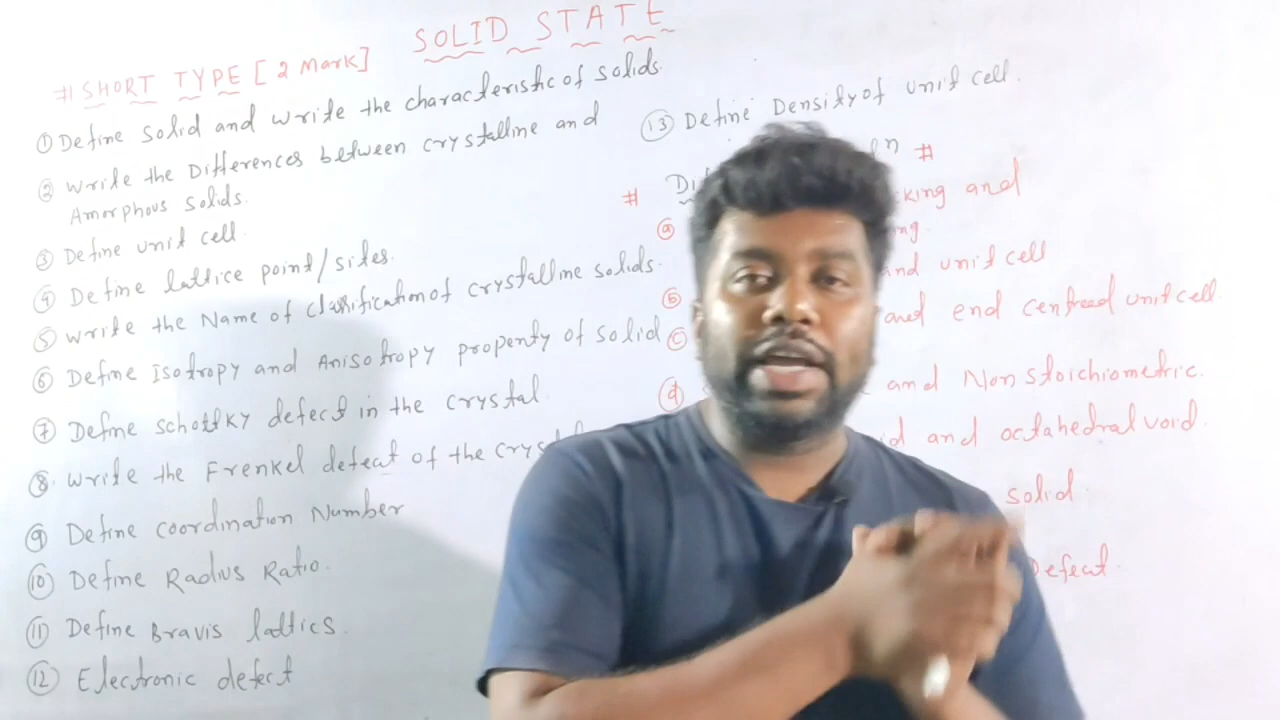 SOLID STATE
# SHORT TYPE [2 Mark]
① Define solid and write the characteristic of solids.
② Write the Differences between crystalline and
Amorphous solids.
③ Define unit cell.
④ Define lattice point/sites.
⑤ Write the Name of classification of crystalline solids.
⑥ Define Isotropy and Anisotropy property of solid
⑦ Define schottky defect in the crystal.
⑧ Write the Frenkel defeat of the
⑨ Define coordination Number
⑩ Define Radius Ratio.
⑪ Define Bravis lattics.
⑫ Electronic defect
⑬ Define Density of unit cell.
#
#
ⓐ and
ⓑ and unit cell
ⓒ and end centread unit cell
ⓓ and Non stoichiometric.
and octahedral void.
solid
Defeat.